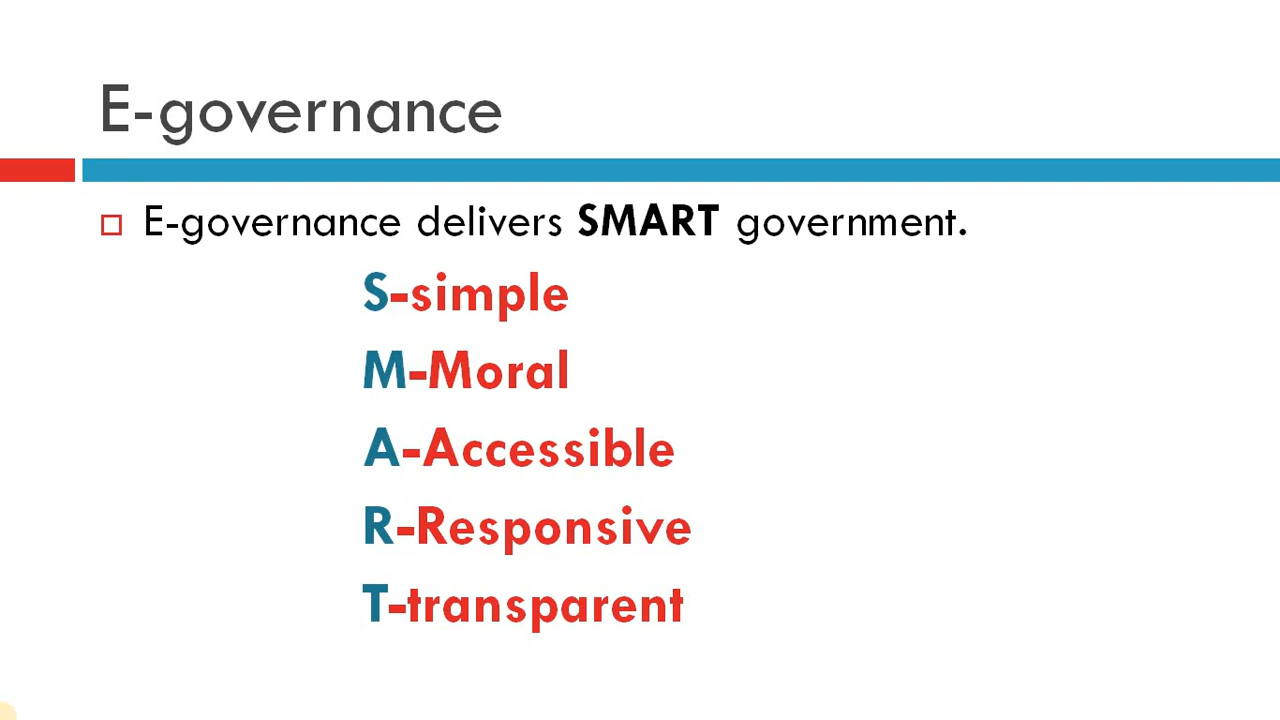 E-governance
E-governance delivers SMART government.
S-simple
M-Moral
A-Accessible
R-Responsive
T-transparent